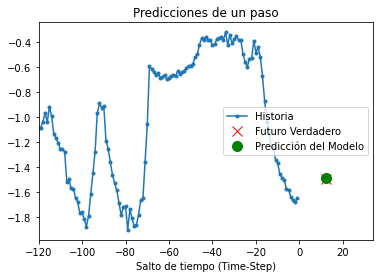 Predicciones de un paso
−0.4
−0.6
−0.8
−1.0
−1.2
−1.4
−1.6
−1.8
Historia
Futuro Verdadero
Predicción del Modelo
−120 −100 −80 −60 −40 −20 0 20
Salto de tiempo (Time-Step)